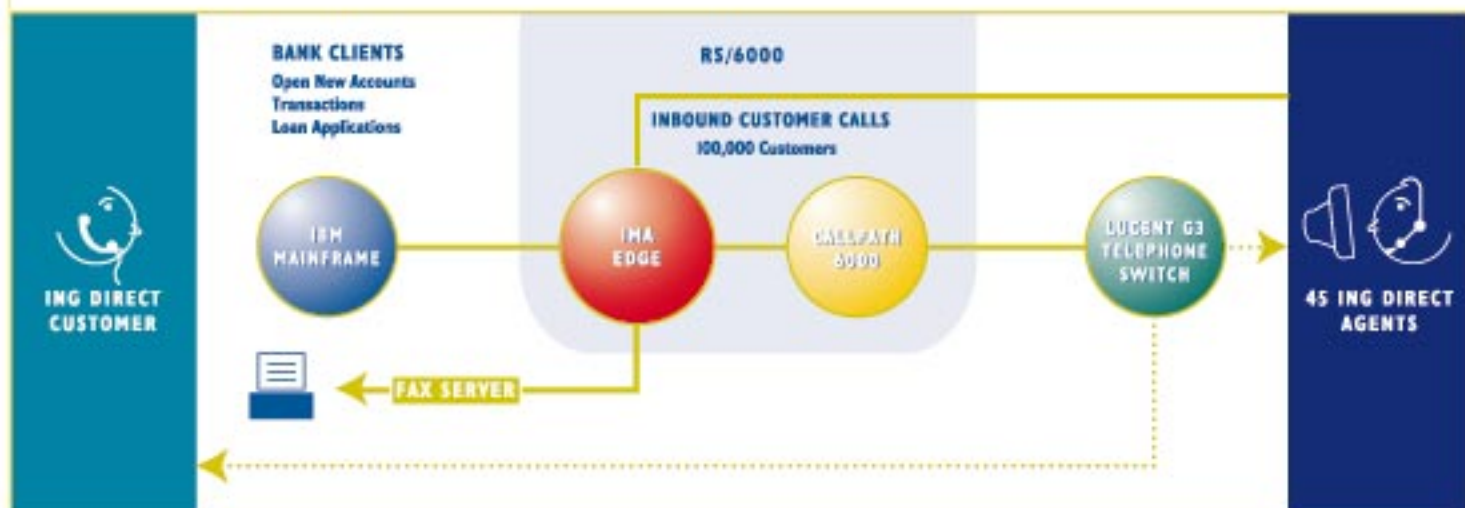 BANK CLIENTS
Open New Accounts
Transactions
Loan Applications
RS/6000
INBOUND CUSTOMER CALLS
100,000 Customers
IBM
MAINFRAME
IMA
EDGE
CALLPATH
6000
LUCENT G3
TELEPHONE
SWITCH
ING DIRECT
CUSTOMER
45 ING DIRECT
AGENTS
FAX SERVER